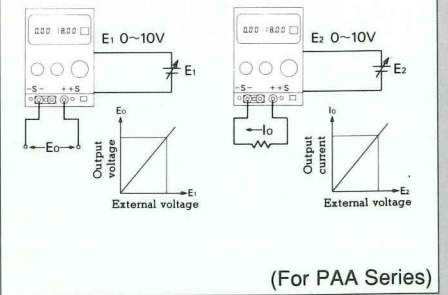 E1 0~10V
0.00 18.00
E1
-S- ++S
Eo
Eo
Output voltage
E1
External voltage
E2 0~10V
0.00 18.00
E2
-S- ++S
Io
Io
Output current
E2
External voltage
(For PAA Series)